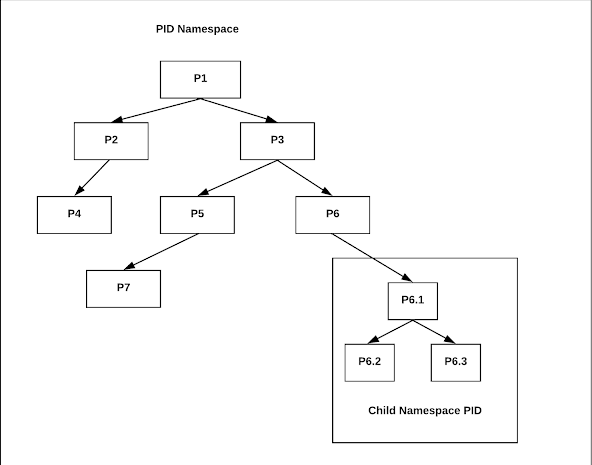 PID Namespace
P1
P2
P3
P4
P5
P6
P7
P6.1
P6.2
P6.3
Child Namespace PID